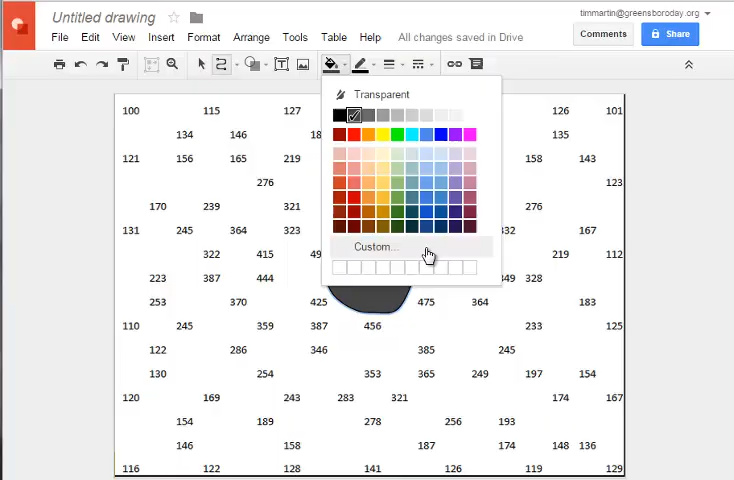 Untitled drawing
timmartin@greensboroday.org
File Edit View Insert Format Arrange Tools Table Help All changes saved in Drive
Comments
Share
Transparent
Custom...
100 115 127 126 101
134 146 135
121 156 165 219 158 143
276 123
170 239 321 276
131 245 364 323 332 167
322 415 219 112
223 387 444 349 328
253 370 425 475 364 183
110 245 359 387 456 233 125
122 286 346 385 245
130 254 353 365 249 197 154
120 169 243 283 321 174 167
154 189 278 256 193
146 158 187 174 148 136
116 122 128 141 126 119 129